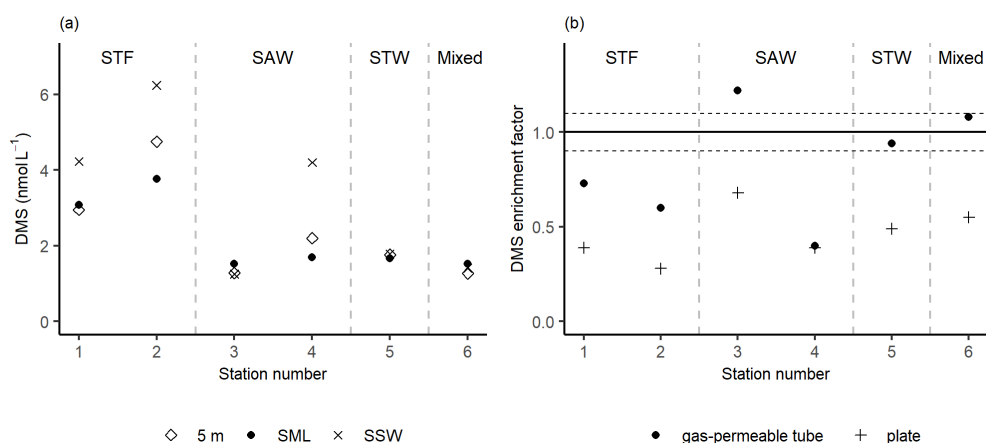 (a)
STF SAW STW Mixed
6
4
2
0
DMS (nmol L⁻¹)
1 2 3 4 5 6
Station number
5 m SML SSW
(b)
STF SAW STW Mixed
1.0
0.5
0.0
DMS enrichment factor
1 2 3 4 5 6
Station number
gas-permeable tube plate